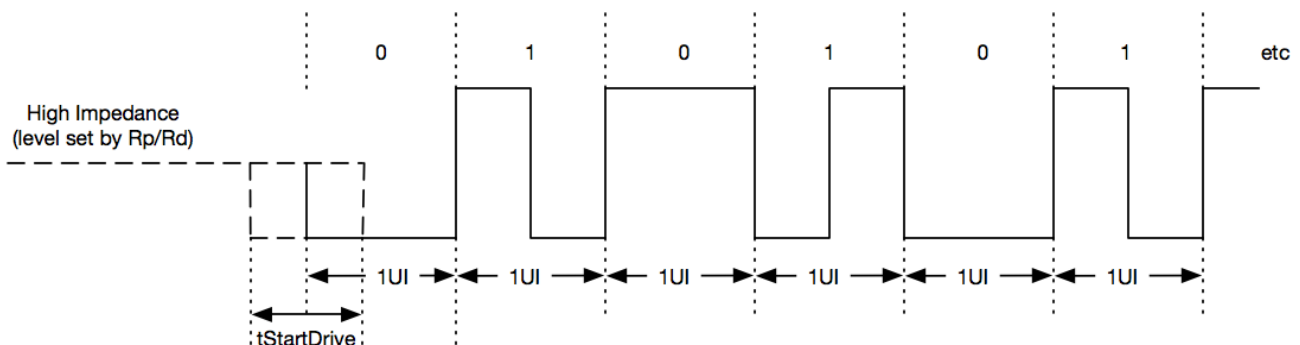 0 1 0 1 0 1 etc
High Impedance
(level set by Rp/Rd)
1UI 1UI 1UI 1UI 1UI 1UI
tStartDrive